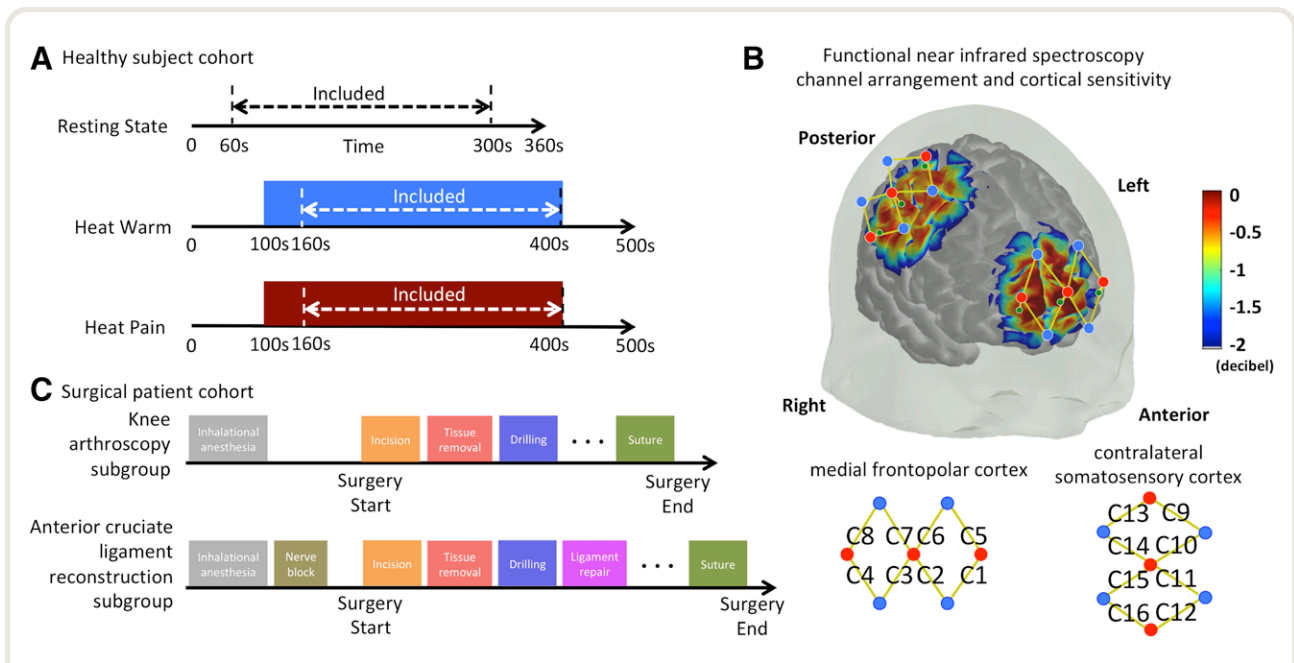 A Healthy subject cohort
Included
Resting State
0 60s Time 300s 360s
Included
Heat Warm
0 100s 160s 400s 500s
Included
Heat Pain
0 100s 160s 400s 500s
B Functional near infrared spectroscopy
channel arrangement and cortical sensitivity
Posterior
Left
0
-0.5
-1
-1.5
-2
(decibel)
Right
Anterior
medial frontopolar cortex
C8 C7 C6 C5
C4 C3 C2 C1
contralateral
somatosensory cortex
C13 C9
C14 C10
C15 C11
C16 C12
C Surgical patient cohort
Knee
arthroscopy
subgroup
Inhalational
anesthesia
Incision
Tissue
removal
Drilling
...
Suture
Surgery
Start
Surgery
End
Anterior cruciate
ligament
reconstruction
subgroup
Inhalational
anesthesia
Nerve
block
Incision
Tissue
removal
Drilling
Ligament
repair
...
Suture
Surgery
Start
Surgery
End